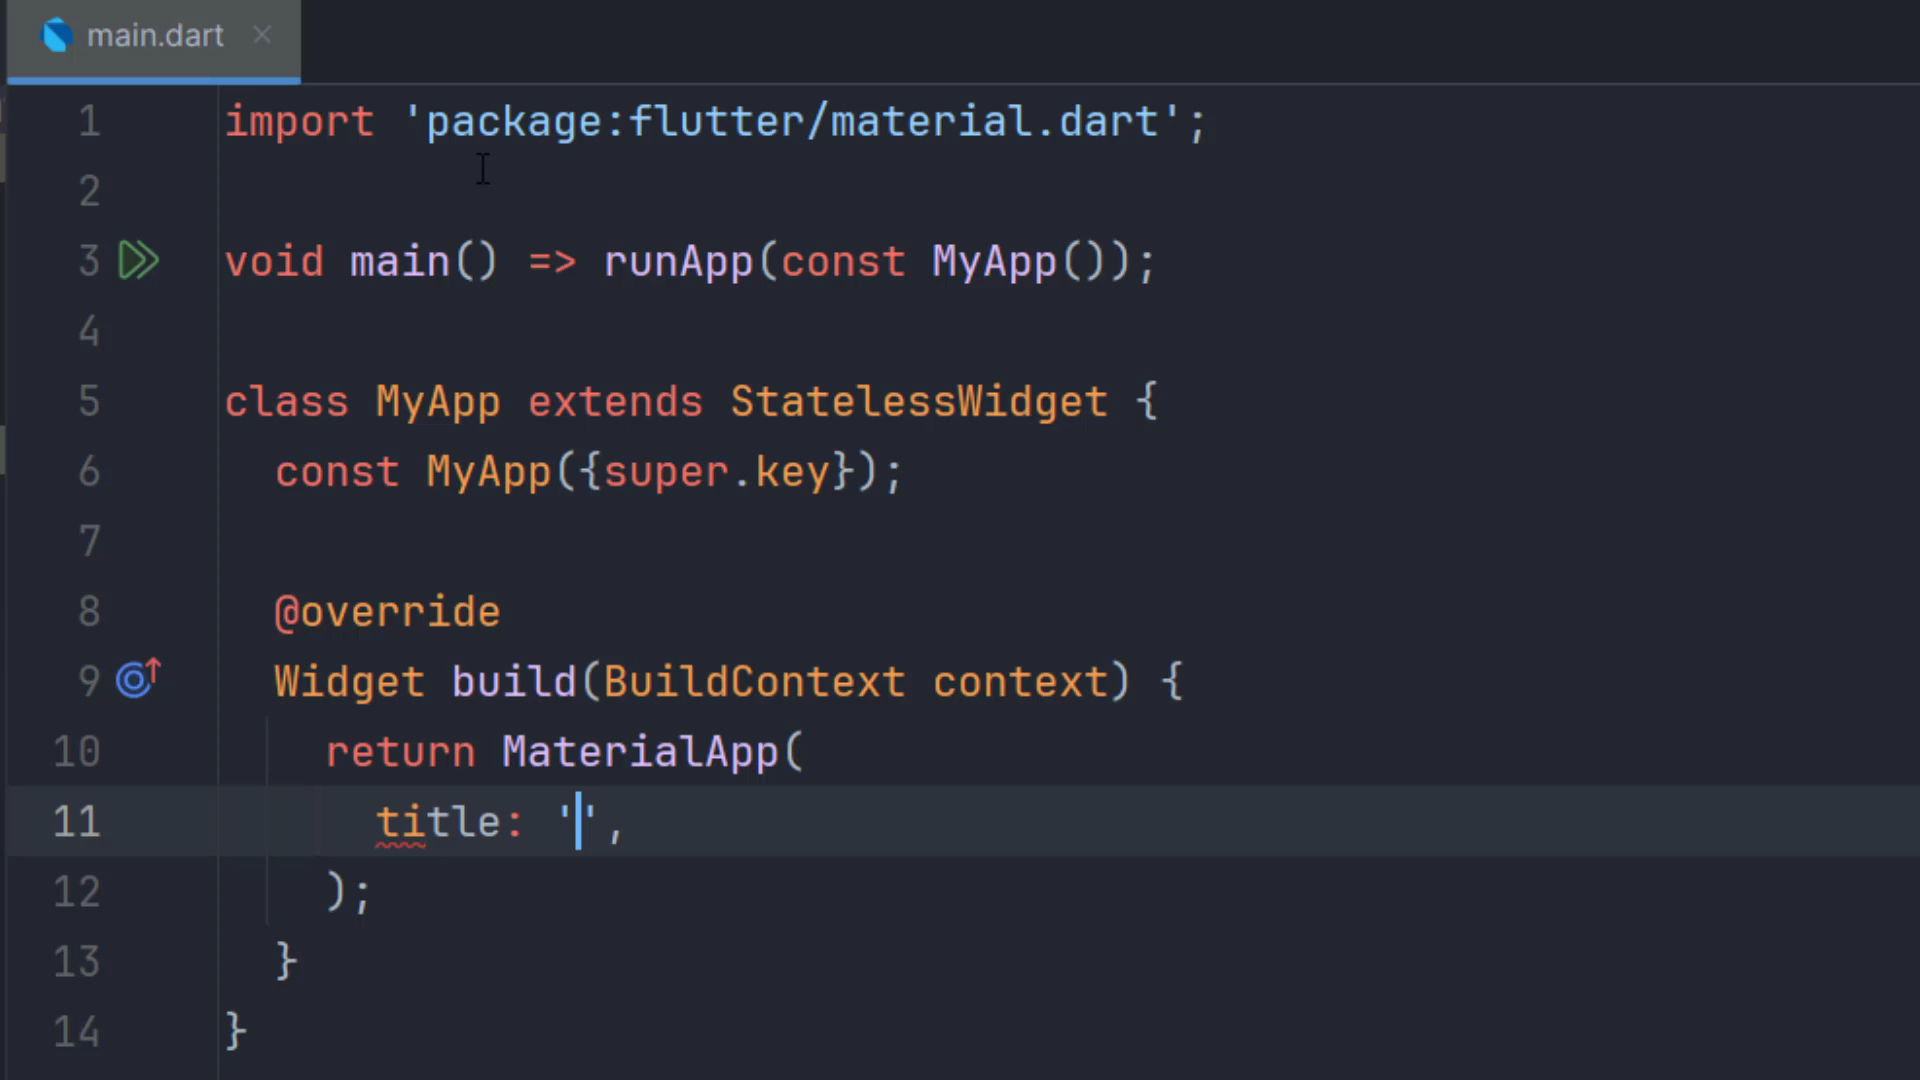 main.dart
1 import 'package:flutter/material.dart';
2
3 void main() => runApp(const MyApp());
4
5 class MyApp extends StatelessWidget {
6 const MyApp({super.key});
7
8 @override
9 Widget build(BuildContext context) {
10 return MaterialApp(
11 title: '',
12 );
13 }
14 }